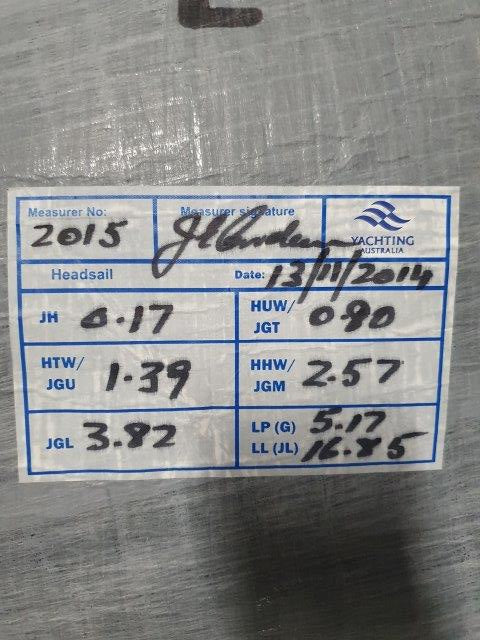 Measurer No:
2015
Measurer signature
YACHTING
AUSTRALIA
Headsail
Date: 13/11/2014
JH 0.17
HUW/
JGT 0.80
HTW/
JGU 1.39
HHW/
JGM 2.57
JGL 3.82
LP (G) 5.17
LL (JL) 16.85